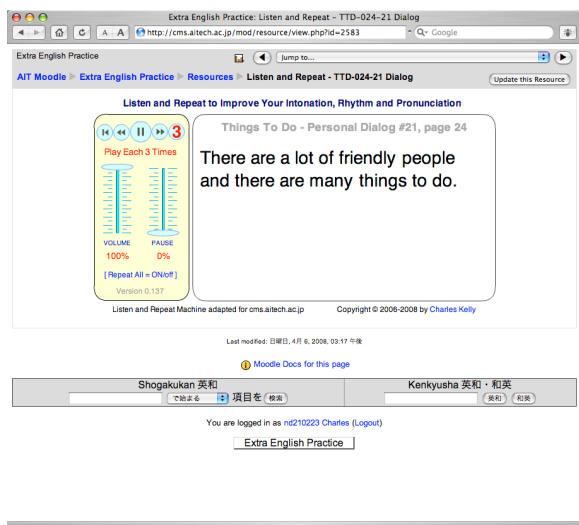 Extra English Practice: Listen and Repeat - TTD-024-21 Dialog
A A http://cms.aitech.ac.jp/mod/resource/view.php?id=2583 Q Google
Extra English Practice Jump to...
AIT Moodle ► Extra English Practice ► Resources ► Listen and Repeat - TTD-024-21 Dialog Update this Resource
Listen and Repeat to Improve Your Intonation, Rhythm and Pronunciation
3
Play Each 3 Times
VOLUME PAUSE
100% 0%
[ Repeat All = ON/off ]
Version 0.137
Things To Do - Personal Dialog #21, page 24
There are a lot of friendly people
and there are many things to do.
Listen and Repeat Machine adapted for cms.aitech.ac.jp Copyright © 2006-2008 by Charles Kelly
Last modified: 日曜日, 4月 6, 2008, 03:17 午後
Moodle Docs for this page
Shogakukan 英和 Kenkyusha 英和・和英
で始まる 項目を 検索 英和 和英
You are logged in as nd210223 Charles (Logout)
Extra English Practice